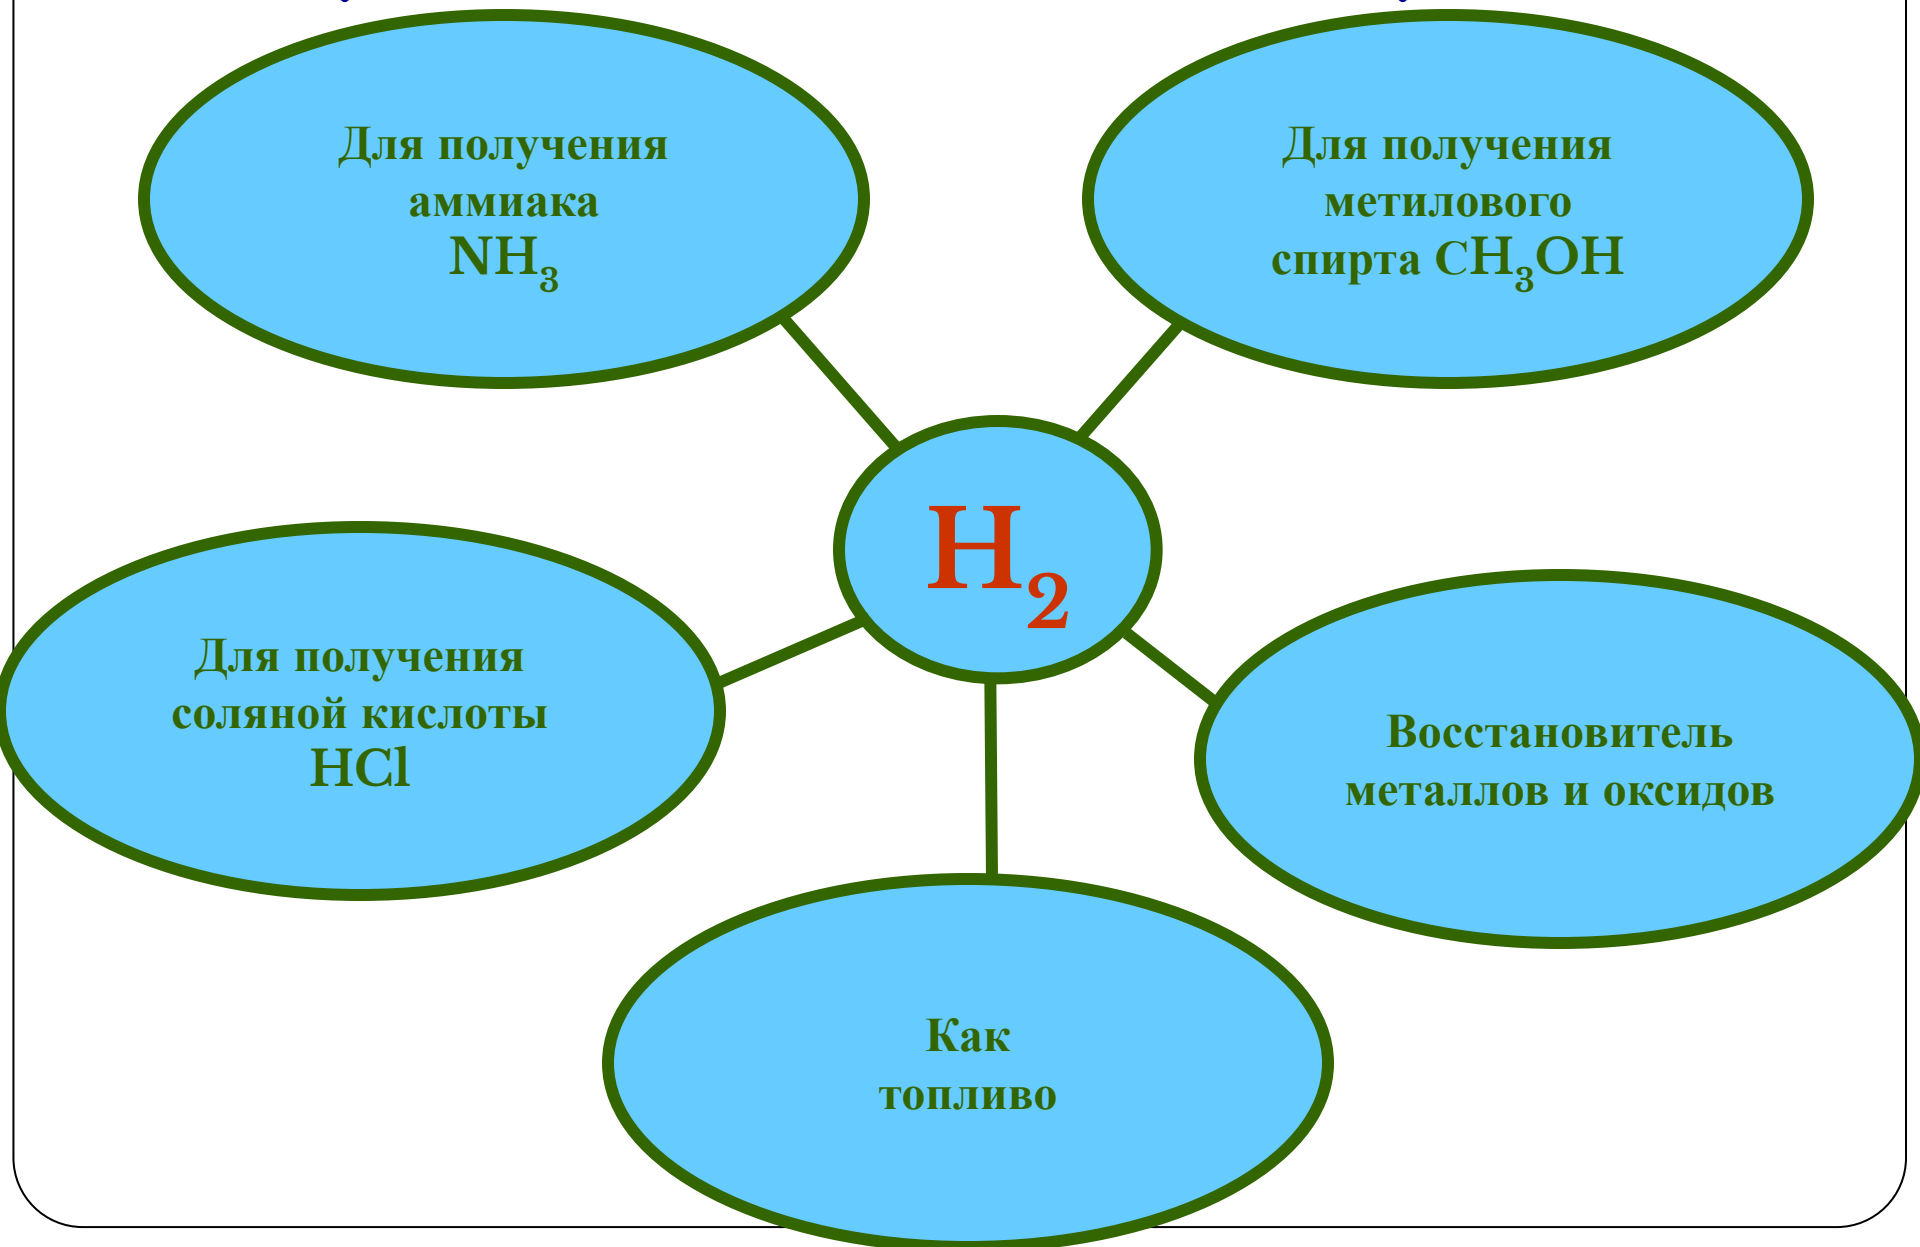 Для получения
аммиака
NH₃
Для получения
метилового
спирта CH₃OH
H₂
Для получения
соляной кислоты
HCl
Восстановитель
металлов и оксидов
Как
топливо